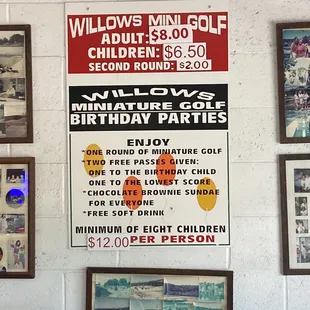 WILLOWS MINI GOLF
ADULT: $8.00
CHILDREN: $6.50
SECOND ROUND: $2.00
WILLOWS
MINIATURE GOLF
BIRTHDAY PARTIES
ENJOY
*ONE ROUND OF MINIATURE GOLF
*TWO FREE PASSES GIVEN:
ONE TO THE BIRTHDAY CHILD
ONE TO THE LOWEST SCORE
*CHOCOLATE BROWNIE SUNDAE
FOR EVERYONE
*FREE SOFT DRINK
MINIMUM OF EIGHT CHILDREN
$12.00 PER PERSON